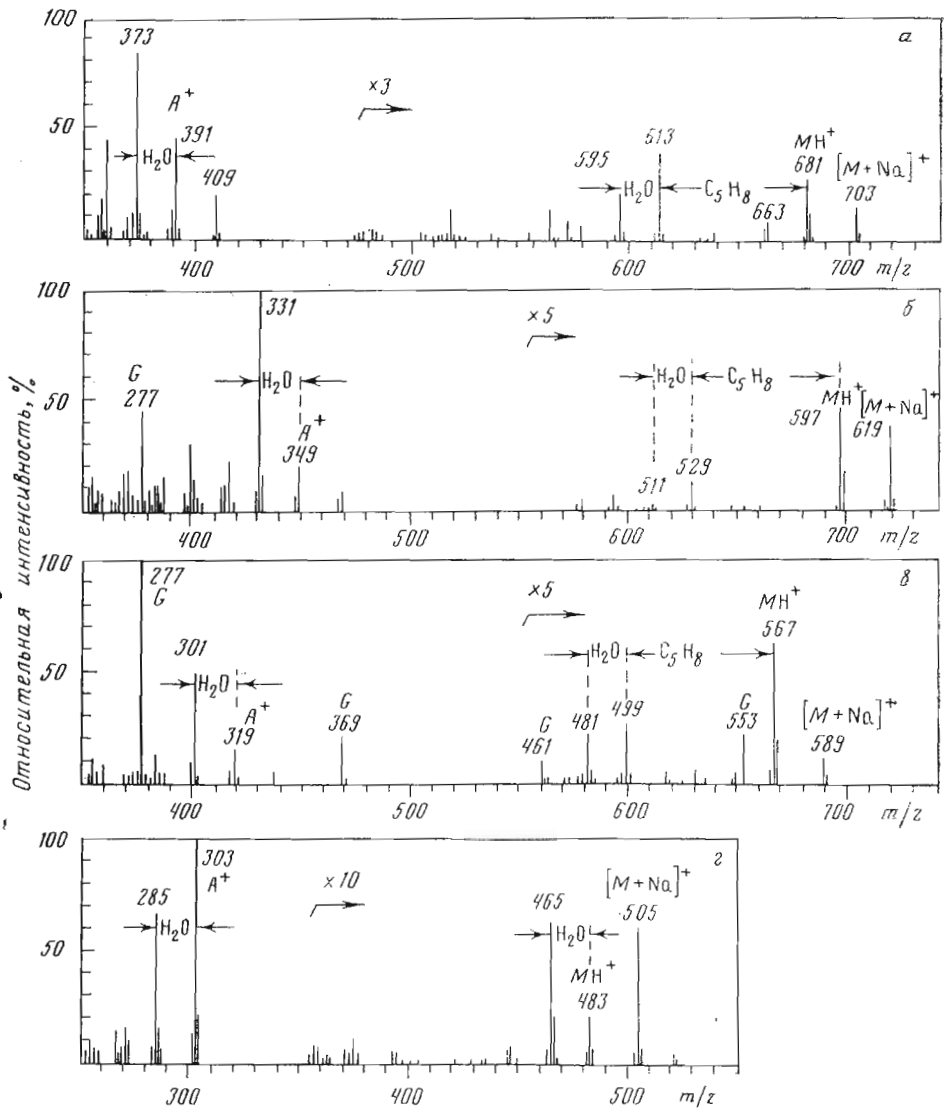 Относительная интенсивность, %
100
373
a
×3
A⁺
391
50
H₂O
409
595
513
H₂O
C₅H₈
MH⁺
681
663
[M + Na]⁺
703
400
500
600
700
m/z
100
331
б
×5
G
277
H₂O
50
A⁺
349
H₂O
C₅H₈
511
529
MH⁺
597
[M + Na]⁺
619
400
500
600
700
m/z
100
277
G
в
×5
MH⁺
567
301
H₂O
50
A⁺
319
G
369
G
461
H₂O
481
499
C₅H₈
G
553
[M + Na]⁺
589
400
500
600
700
m/z
100
303
A⁺
г
×10
285
H₂O
50
465
H₂O
MH⁺
483
[M + Na]⁺
505
300
400
500
m/z